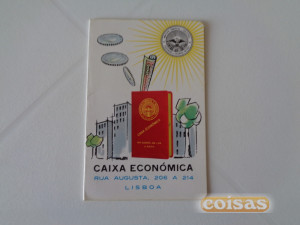 CAIXA ECONÓMICA
RUA AUGUSTA, 206 A 214
LISBOA
coisas